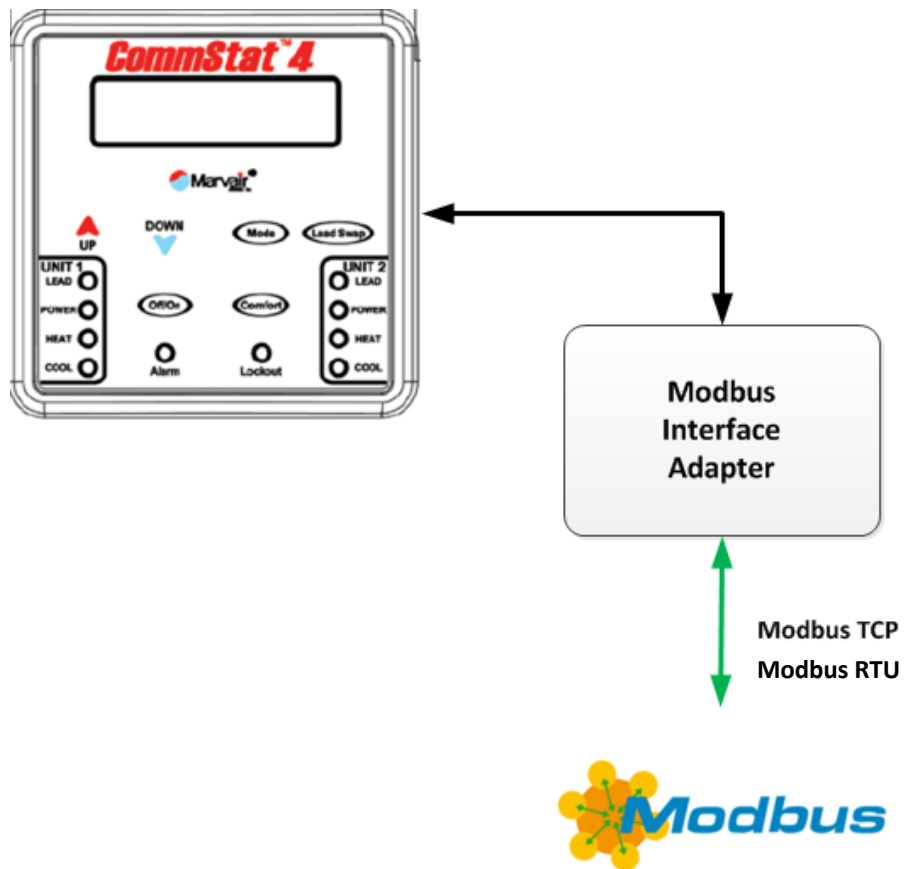 CommStat™4
Marvair®
UP
DOWN
Mode
Lead Swap
UNIT 1
LEAD
POWER
HEAT
COOL
Off/On
Comfort
Alarm
Lockout
UNIT 2
LEAD
POWER
HEAT
COOL
Modbus
Interface
Adapter
Modbus TCP
Modbus RTU
Modbus